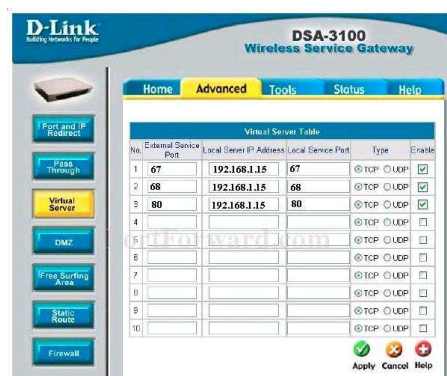 D-Link
Building Networks for People
DSA-3100
Wireless Service Gateway
Home Advanced Tools Status Help
Port and IP Redirect
Pass Through
Virtual Server
DMZ
Free Surfing Area
Static Route
Firewall
Virtual Server Table
No. External Service Port Local Server IP Address Local Service Port Type Enable
1 67 192.168.1.15 67 TCP UDP
2 68 192.168.1.15 68 TCP UDP
3 80 192.168.1.15 80 TCP UDP
4 TCP UDP
5 TCP UDP
6 TCP UDP
7 TCP UDP
8 TCP UDP
9 TCP UDP
10 TCP UDP
PortForward.com
Apply Cancel Help